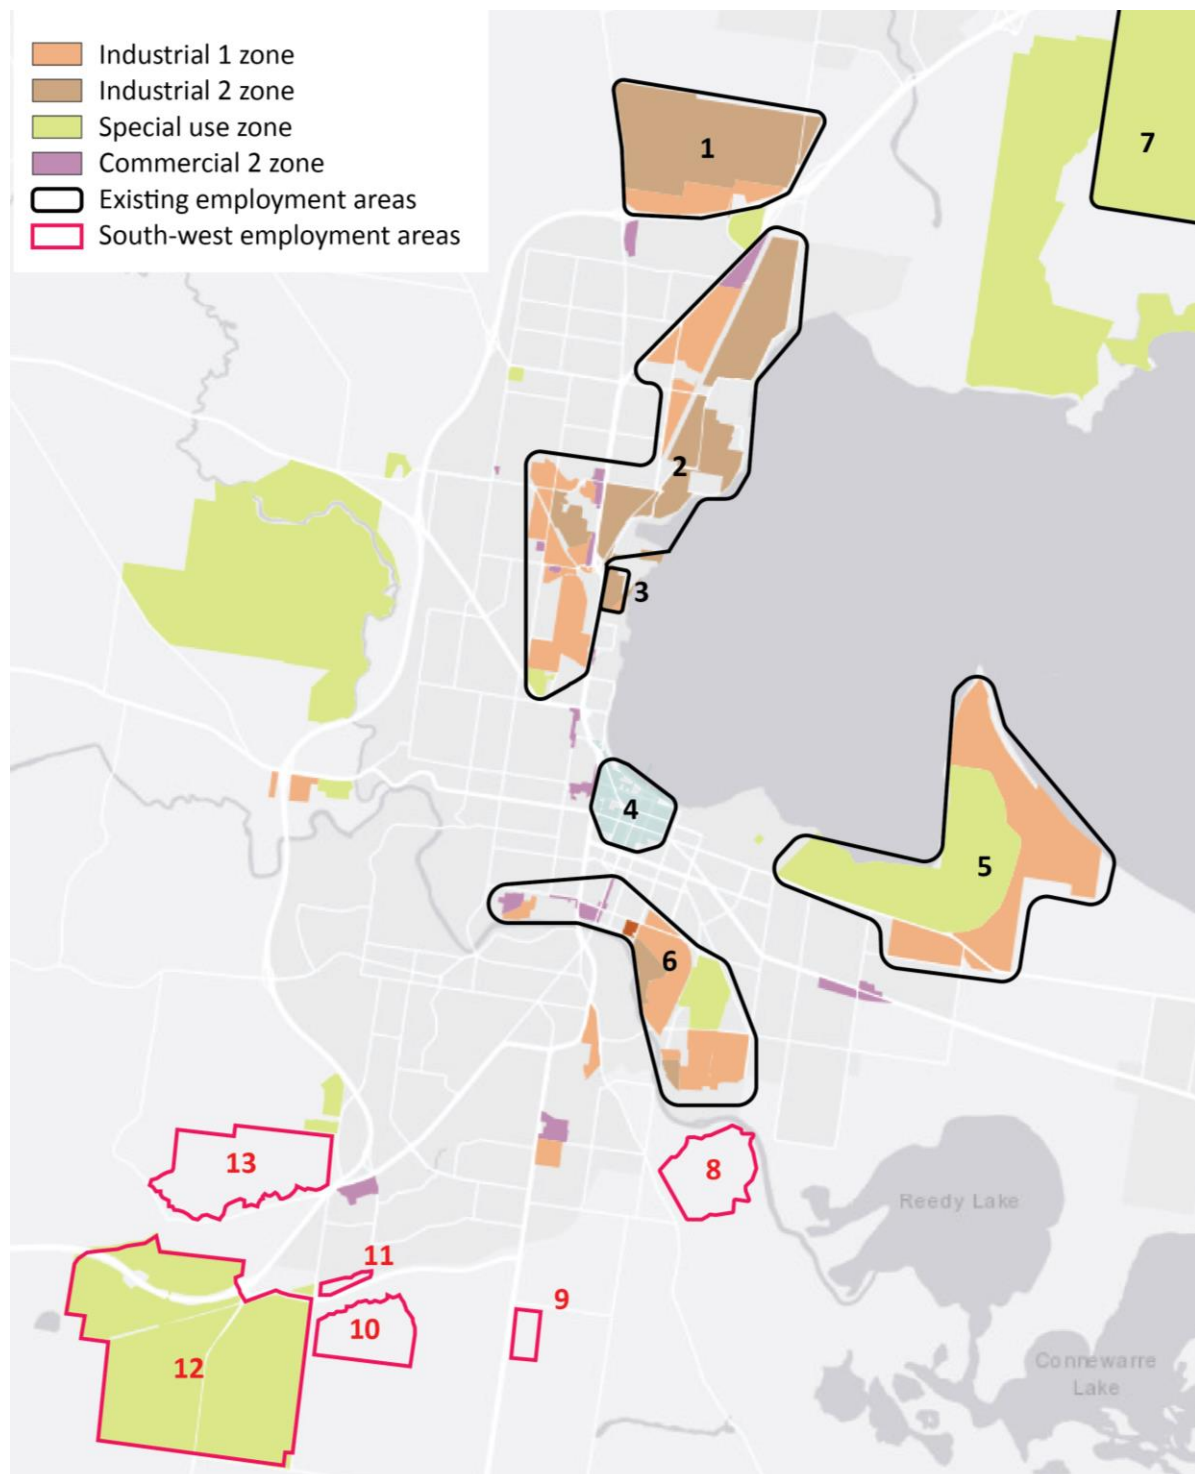 Industrial 1 zone
Industrial 2 zone
Special use zone
Commercial 2 zone
Existing employment areas
South-west employment areas
1
7
2
3
4
5
6
13
8
Reedy Lake
11
9
10
12
Connewarre
Lake